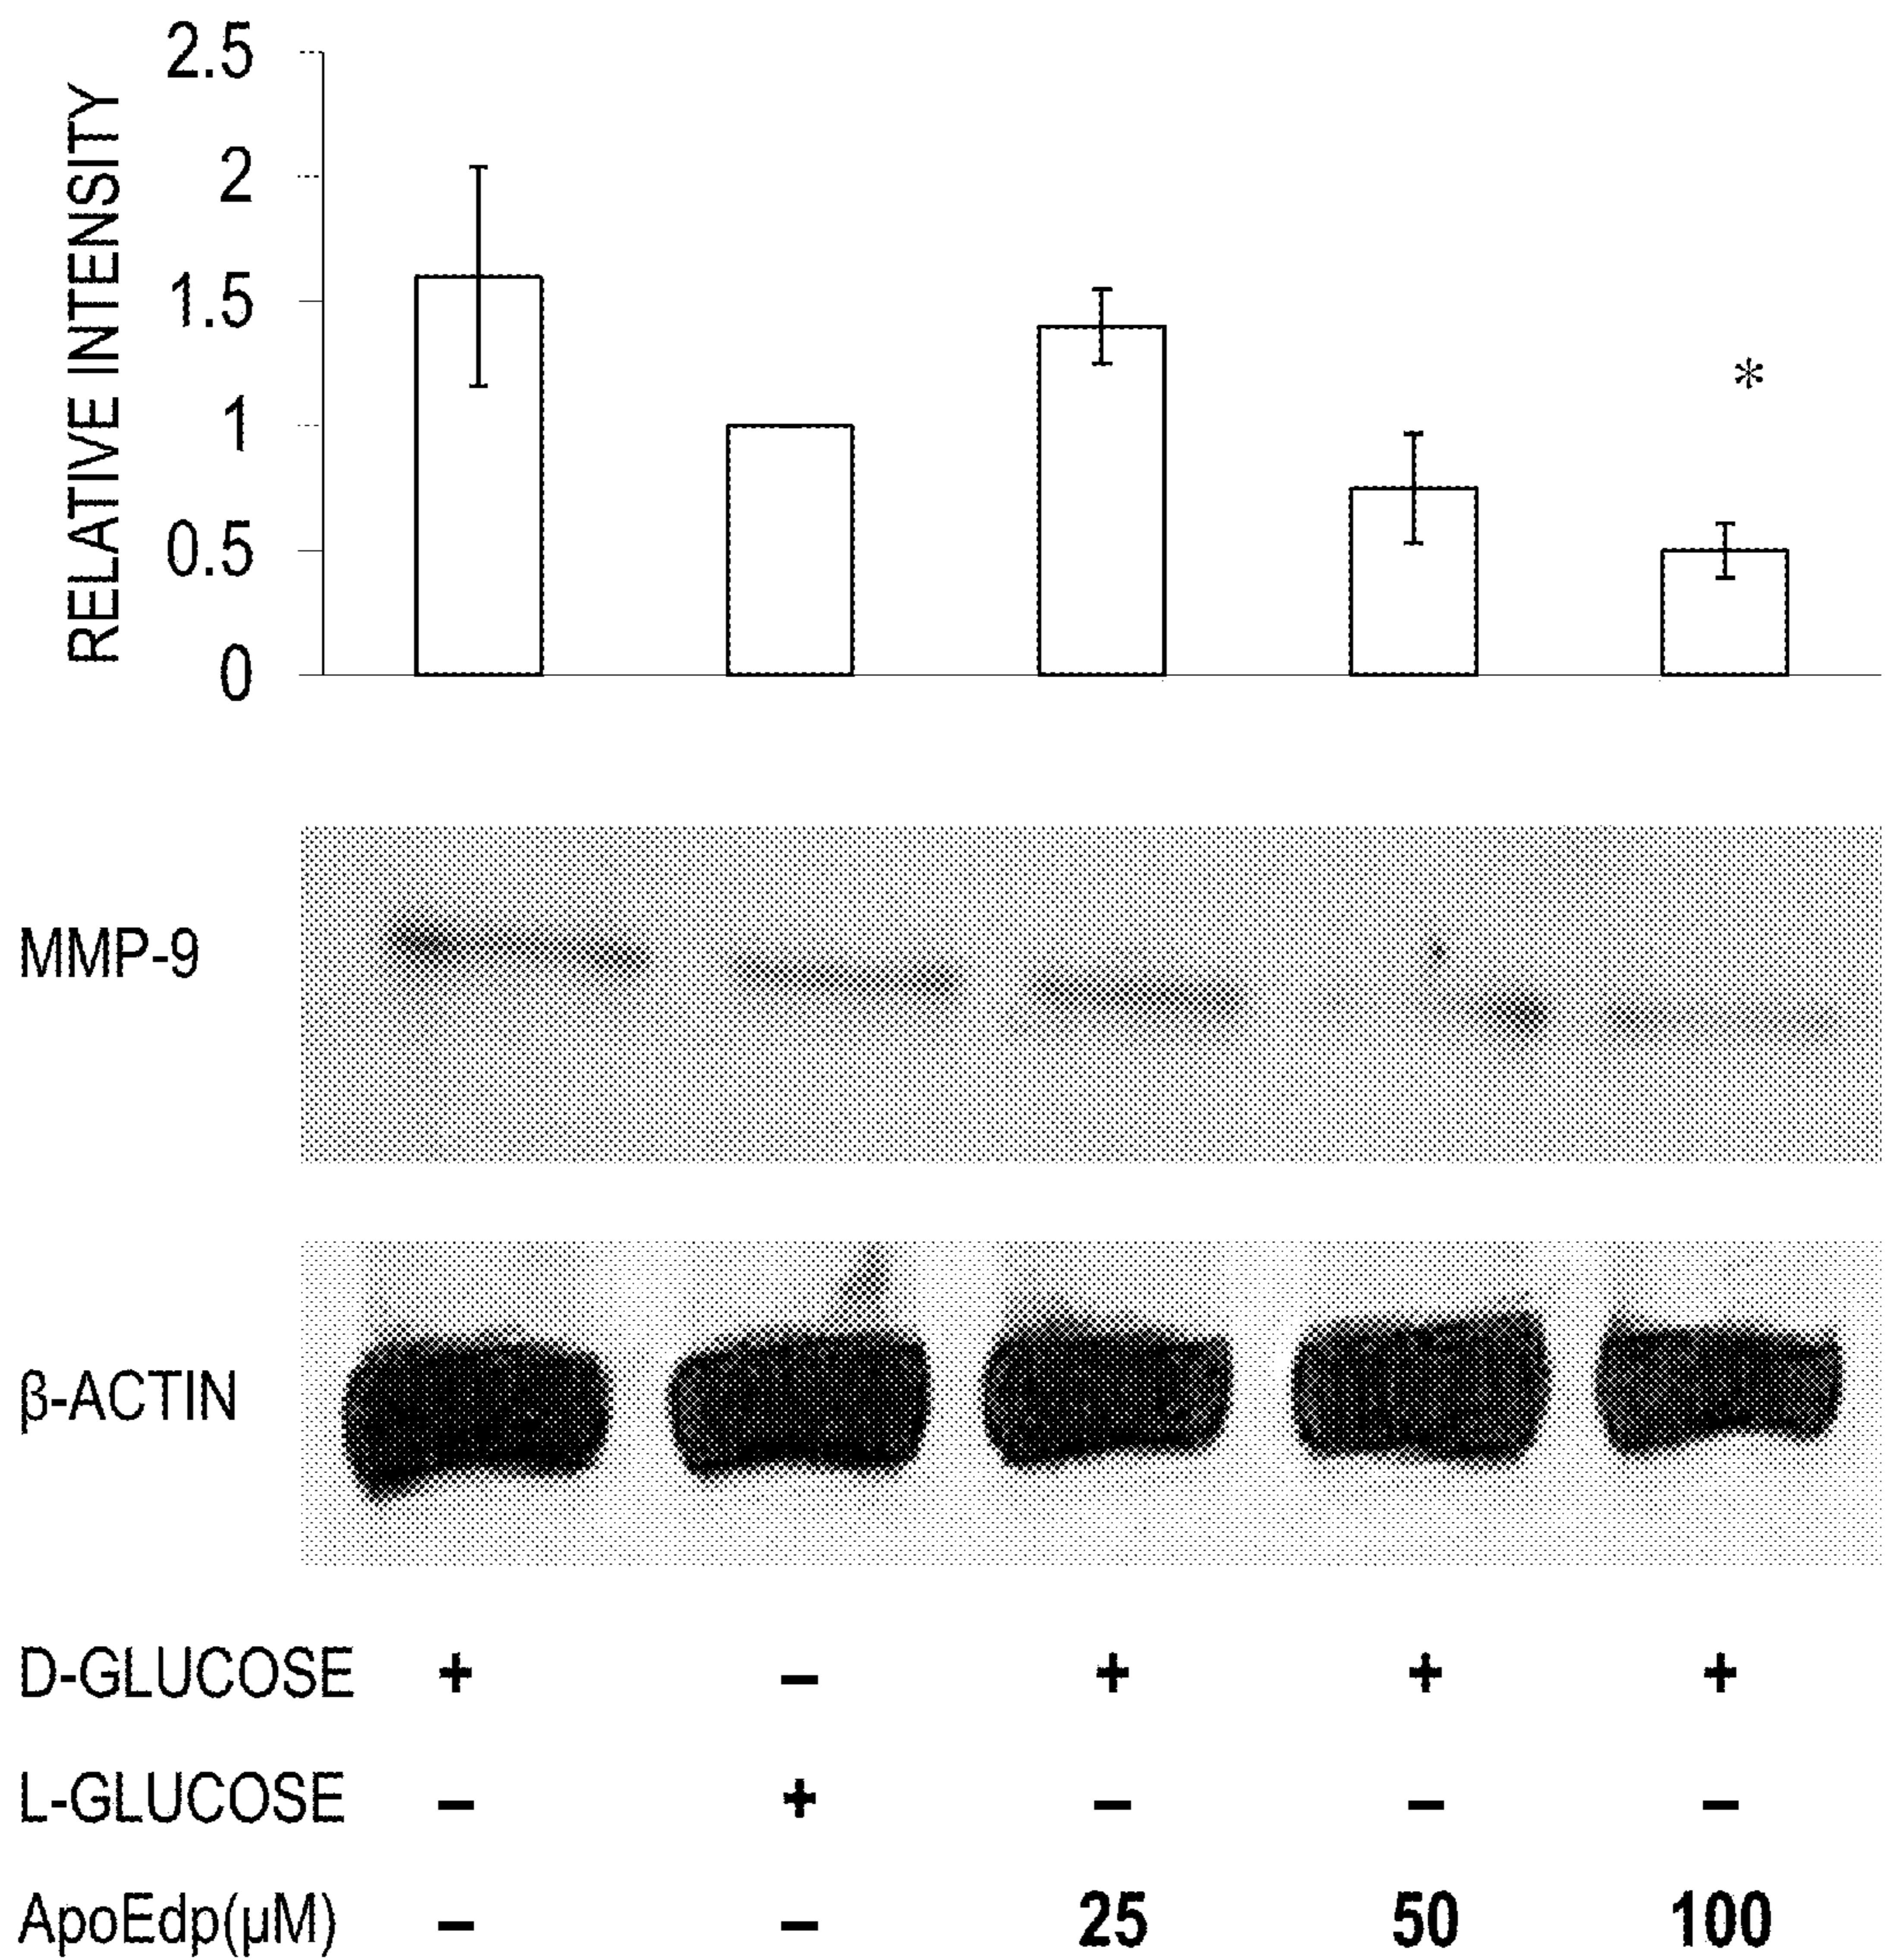 RELATIVE INTENSITY
2.5
2
1.5
1
0.5
0
*
MMP-9
β-ACTIN
D-GLUCOSE + – + + +
L-GLUCOSE – + – – –
ApoEdp(µM) – – 25 50 100